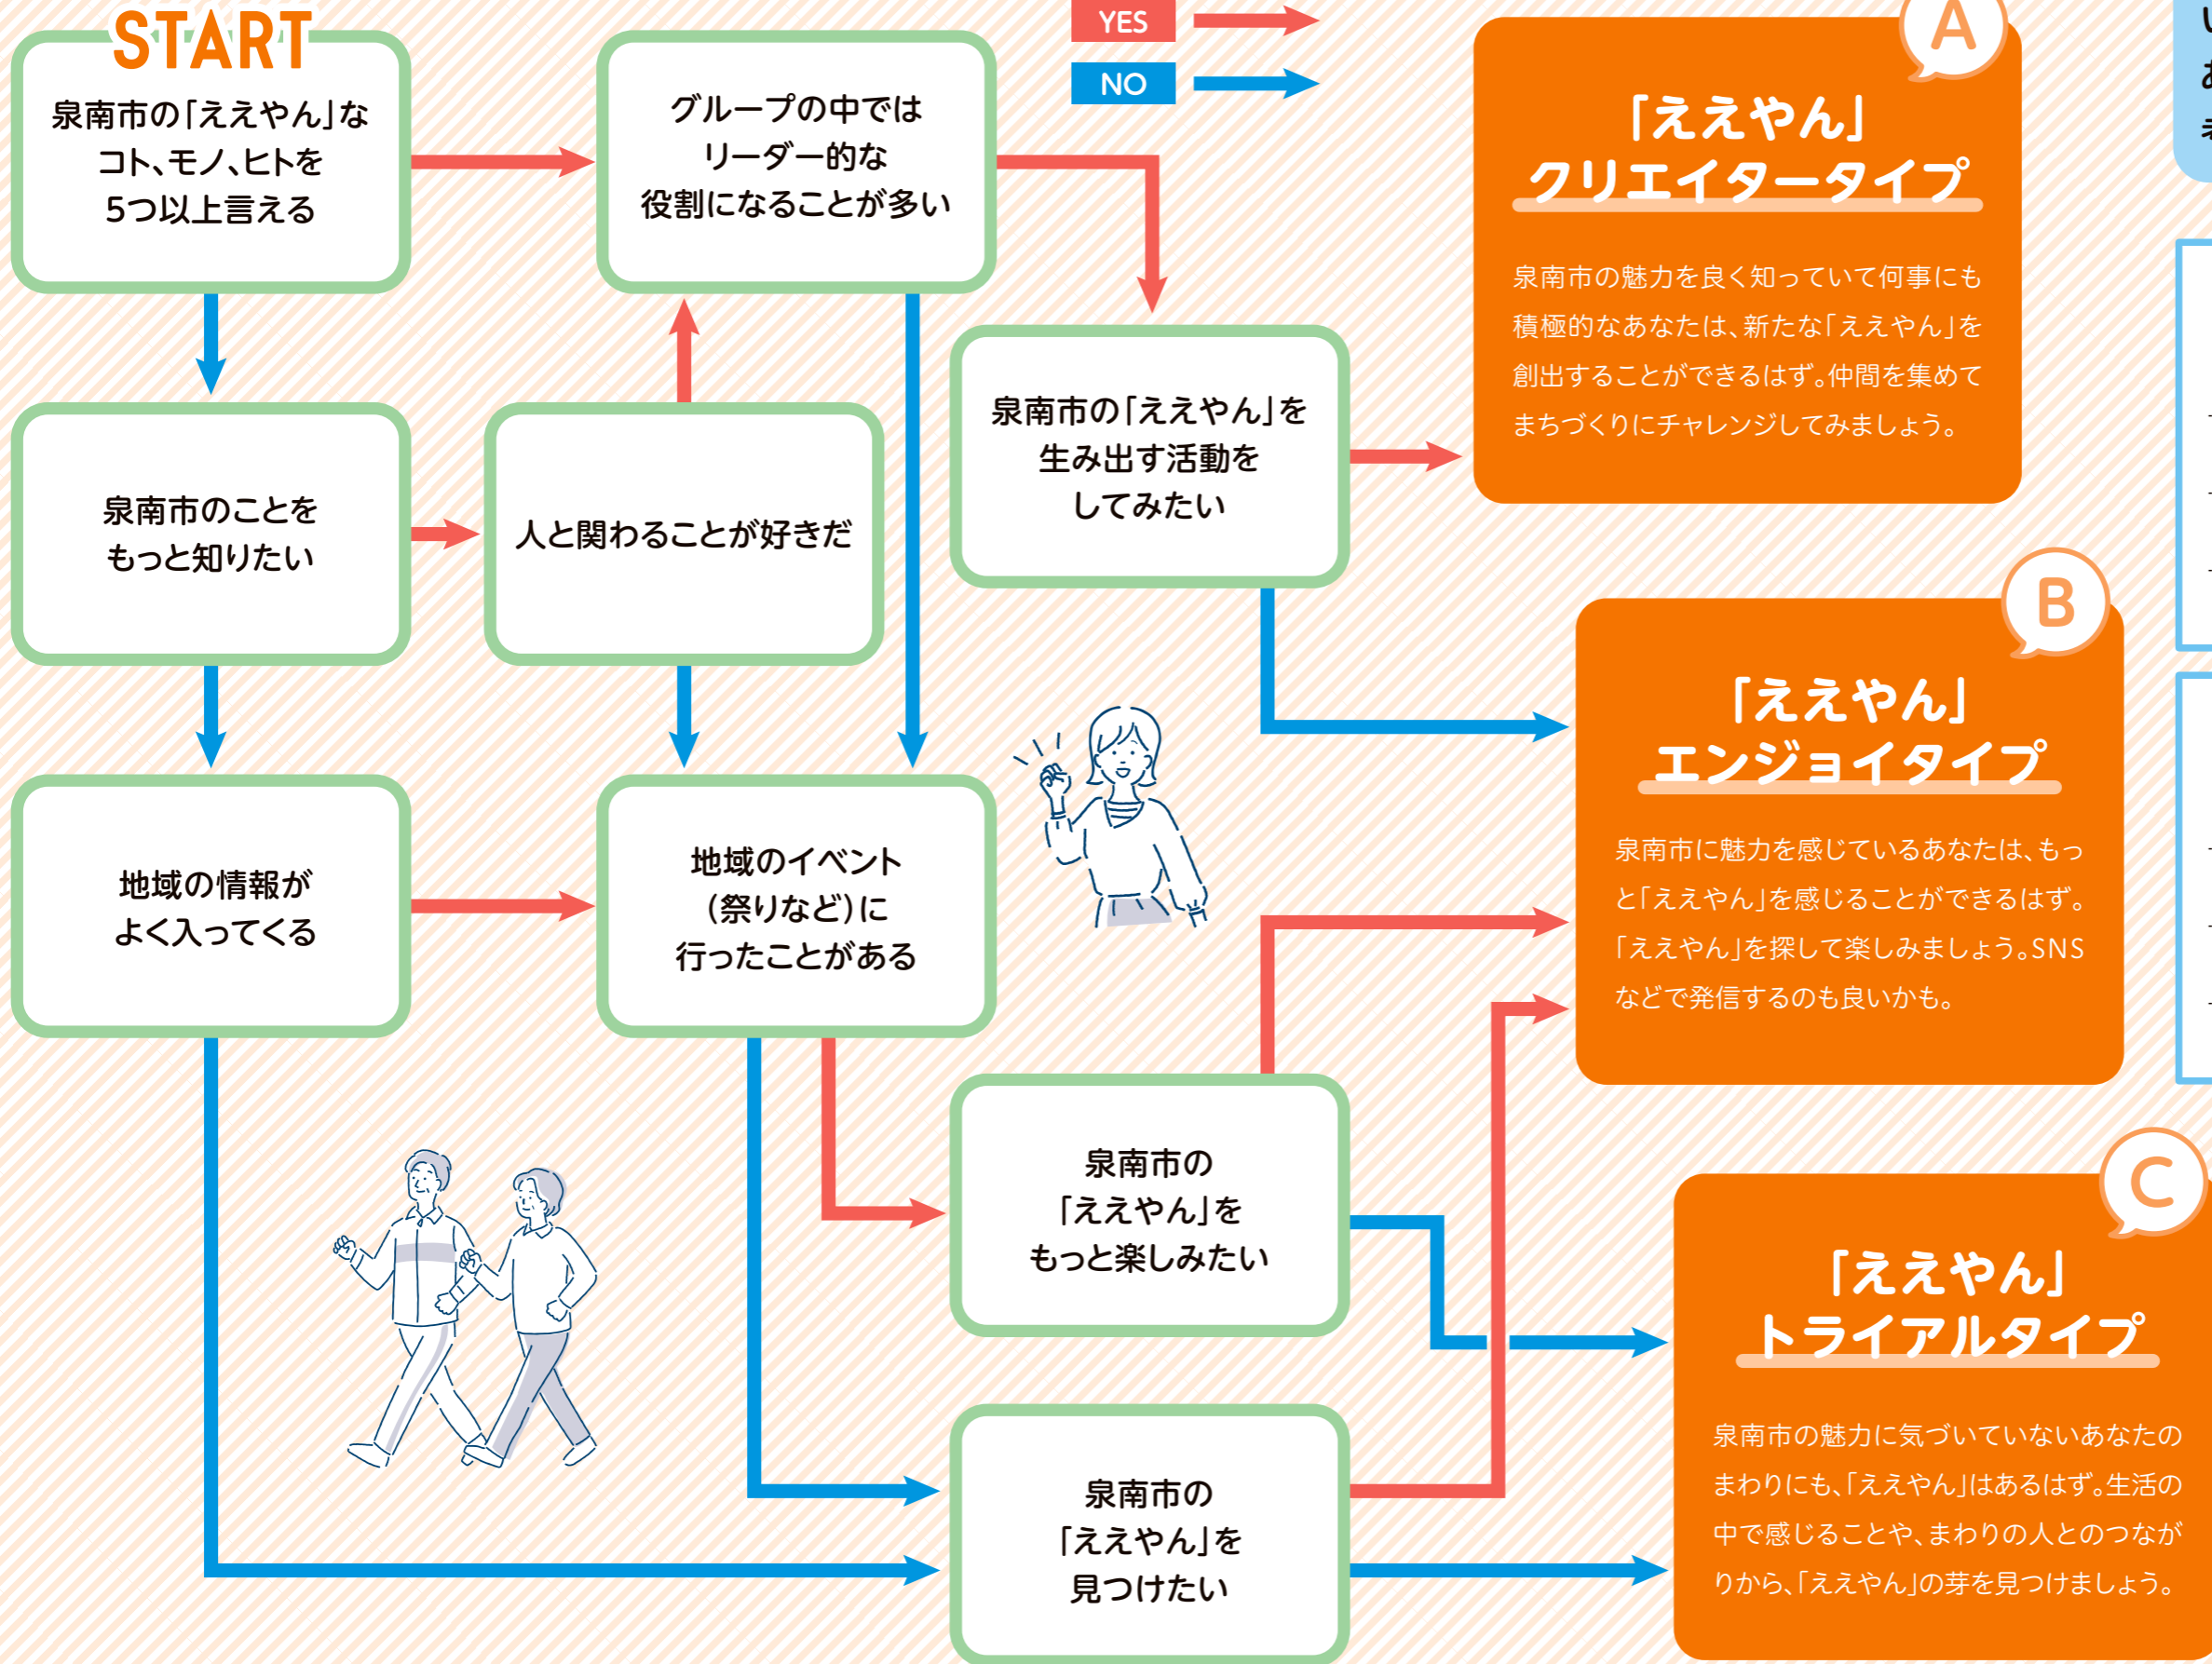 START
泉南市の「ええやん」な
コト、モノ、ヒトを
5つ以上言える
グループの中では
リーダー的な
役割になることが多い
YES
NO
泉南市のことを
もっと知りたい
人と関わることが好きだ
泉南市の「ええやん」を
生み出す活動を
してみたい
地域の情報が
よく入ってくる
地域のイベント
(祭りなど)に
行ったことがある
泉南市の
「ええやん」を
もっと楽しみたい
泉南市の
「ええやん」を
見つけたい
A
「ええやん」
クリエイタータイプ
泉南市の魅力を良く知っていて何事にも
積極的なあなたは、新たな「ええやん」を
創出することができるはず。仲間を集めて
まちづくりにチャレンジしてみましょう。
B
「ええやん」
エンジョイタイプ
泉南市に魅力を感じているあなたは、もっ
と「ええやん」を感じることができるはず。
「ええやん」を探して楽しみましょう。SNS
などで発信するのも良いかも。
C
「ええやん」
トライアルタイプ
泉南市の魅力に気づいていないあなたの
まわりにも、「ええやん」はあるはず。生活の
中で感じることや、まわりの人とのつなが
りから、「ええやん」の芽を見つけましょう。